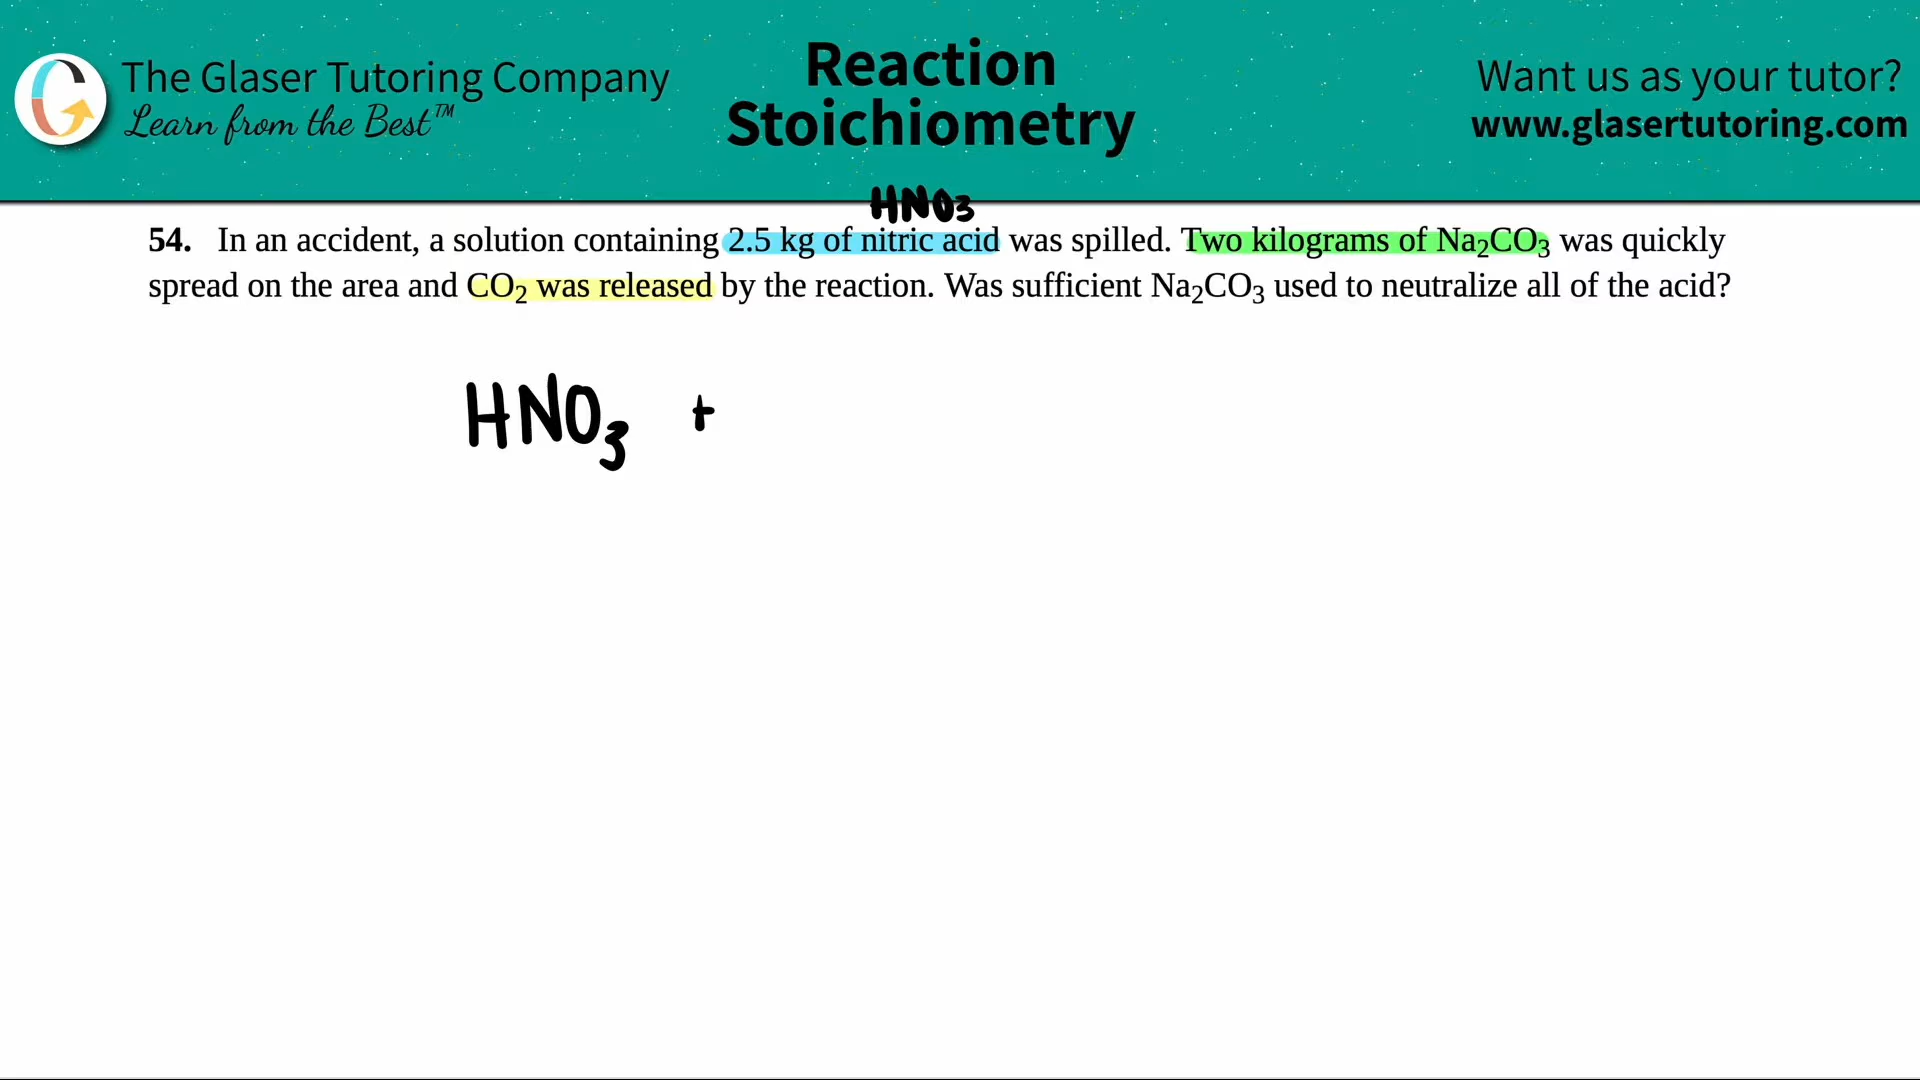 The Glaser Tutoring Company
Learn from the Best™
Reaction
Stoichiometry
Want us as your tutor?
www.glasertutoring.com
HNO3
54. In an accident, a solution containing 2.5 kg of nitric acid was spilled. Two kilograms of Na₂CO₃ was quickly
spread on the area and CO₂ was released by the reaction. Was sufficient Na₂CO₃ used to neutralize all of the acid?
HNO₃ +